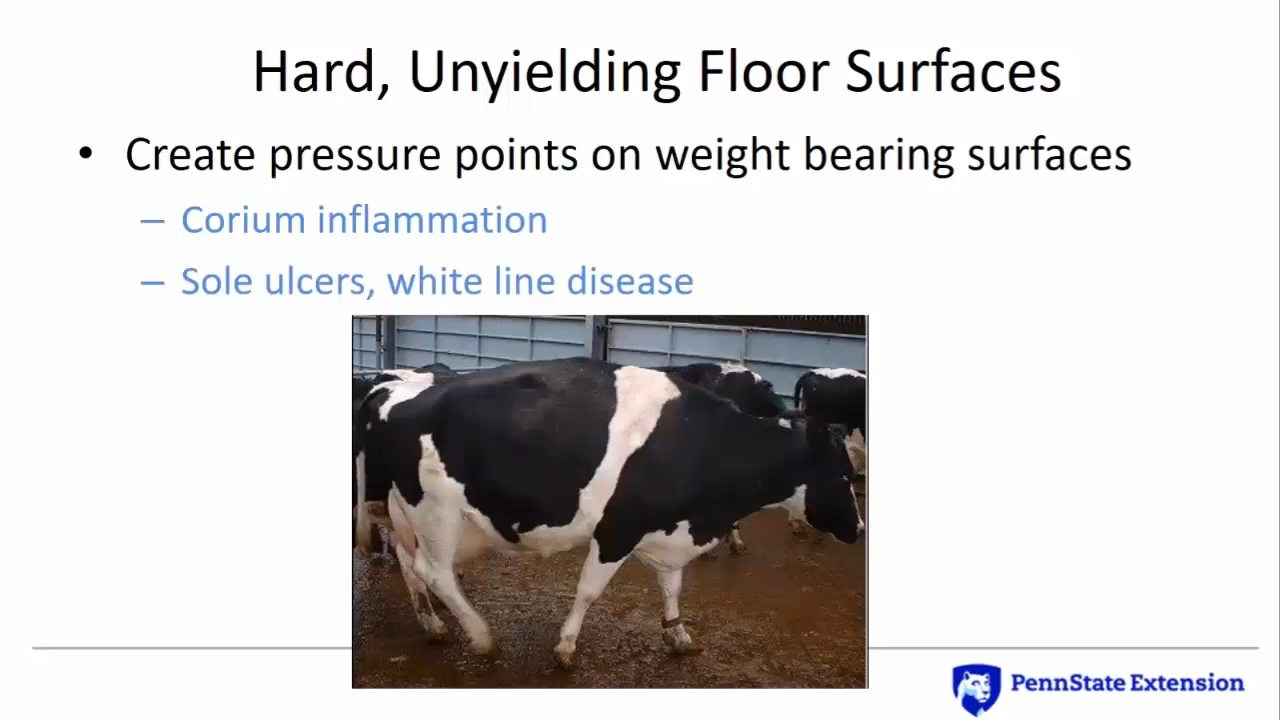 Hard, Unyielding Floor Surfaces
• Create pressure points on weight bearing surfaces
– Corium inflammation
– Sole ulcers, white line disease
PennState Extension